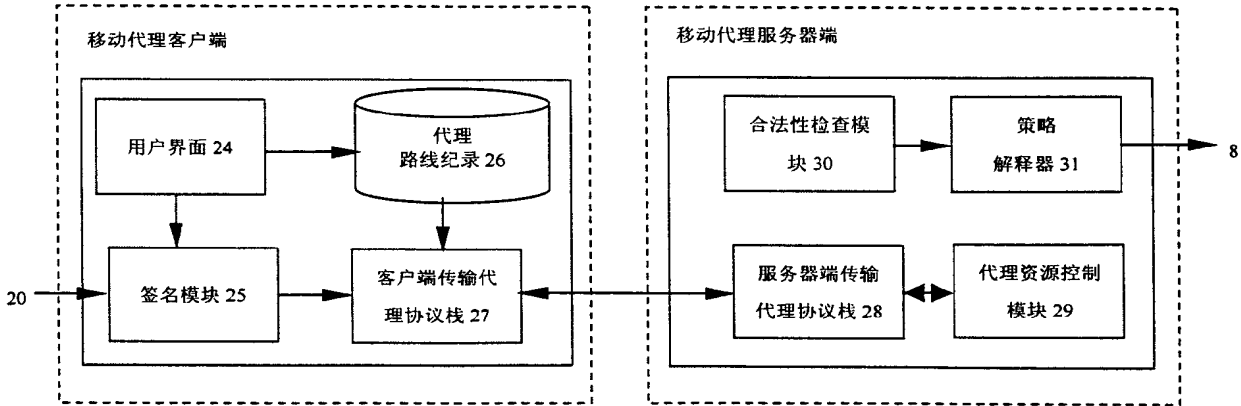 移动代理客户端
用户界面 24
代理
路线纪录 26
20
签名模块 25
客户端传输代
理协议栈 27
移动代理服务器端
合法性检查模
块 30
策略
解释器 31
8
服务器端传输
代理协议栈 28
代理资源控制
模块 29